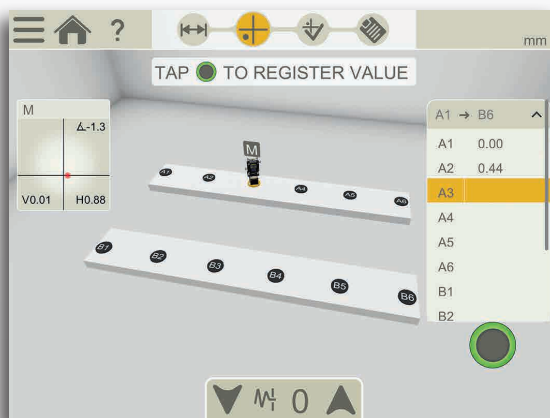 ?
mm
TAP TO REGISTER VALUE
M
∡-1.3
V0.01 H0.88
M
A1 A2 A4 A5 A6
B1 B2 B3 B4 B5 B6
A1 → B6
A1 0.00
A2 0.44
A3
A4
A5
A6
B1
B2
0